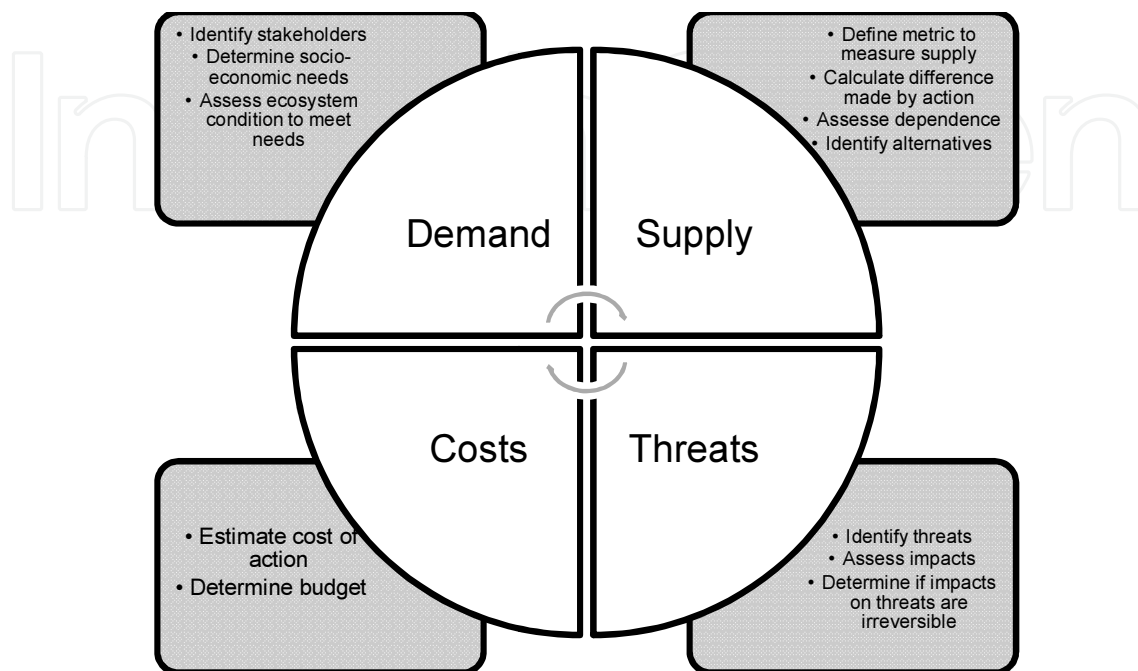 • Identify stakeholders
• Determine socio-
economic needs
• Assess ecosystem
condition to meet
needs
• Define metric to
measure supply
• Calculate difference
made by action
• Assesse dependence
• Identify alternatives
Demand
Supply
Costs
Threats
• Estimate cost of
action
• Determine budget
• Identify threats
• Assess impacts
• Determine if impacts
on threats are
irreversible